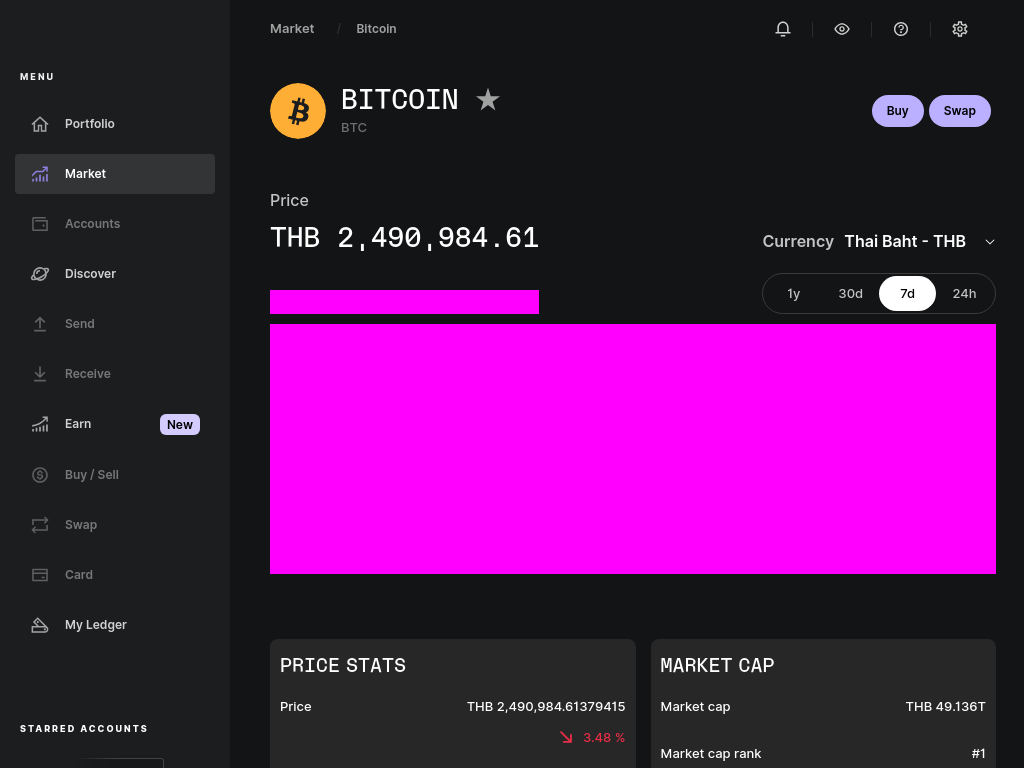 Market / Bitcoin
MENU
Portfolio
Market
Accounts
Discover
Send
Receive
Earn New
Buy / Sell
Swap
Card
My Ledger
STARRED ACCOUNTS
BITCOIN
BTC
Buy Swap
Price
THB 2,490,984.61
Currency Thai Baht - THB
1y 30d 7d 24h
PRICE STATS
Price THB 2,490,984.61379415
3.48 %
MARKET CAP
Market cap THB 49.136T
Market cap rank #1